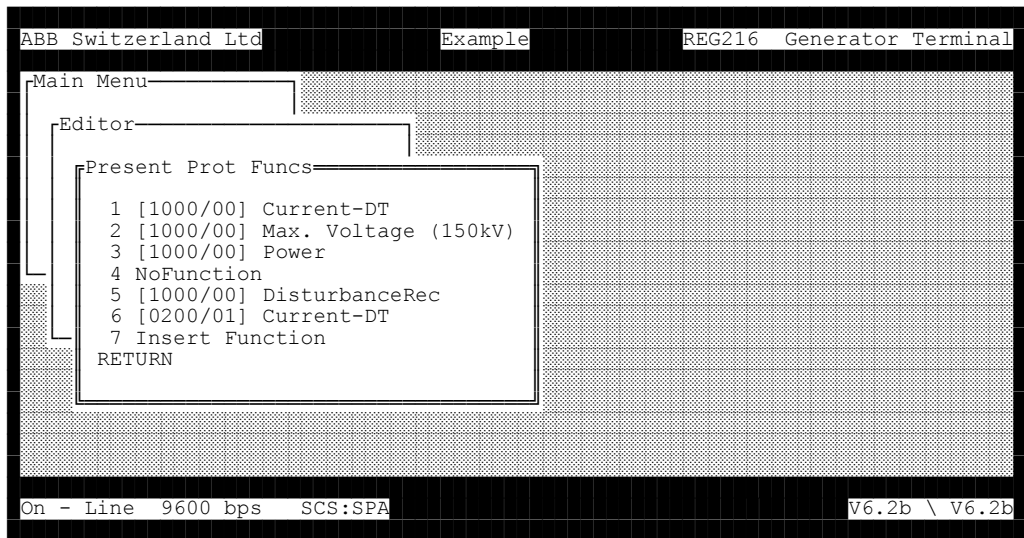 ABB Switzerland Ltd Example REG216 Generator Terminal
Main Menu
Editor
Present Prot Funcs
1 [1000/00] Current-DT
2 [1000/00] Max. Voltage (150kV)
3 [1000/00] Power
4 NoFunction
5 [1000/00] DisturbanceRec
6 [0200/01] Current-DT
7 Insert Function
RETURN
On - Line 9600 bps SCS:SPA V6.2b \ V6.2b